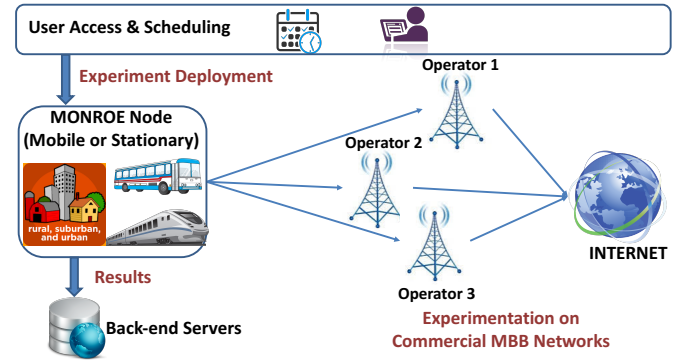 User Access & Scheduling
Experiment Deployment
Operator 1
MONROE Node
(Mobile or Stationary)
Operator 2
rural, suburban,
and urban
INTERNET
Results
Operator 3
Back-end Servers
Experimentation on
Commercial MBB Networks